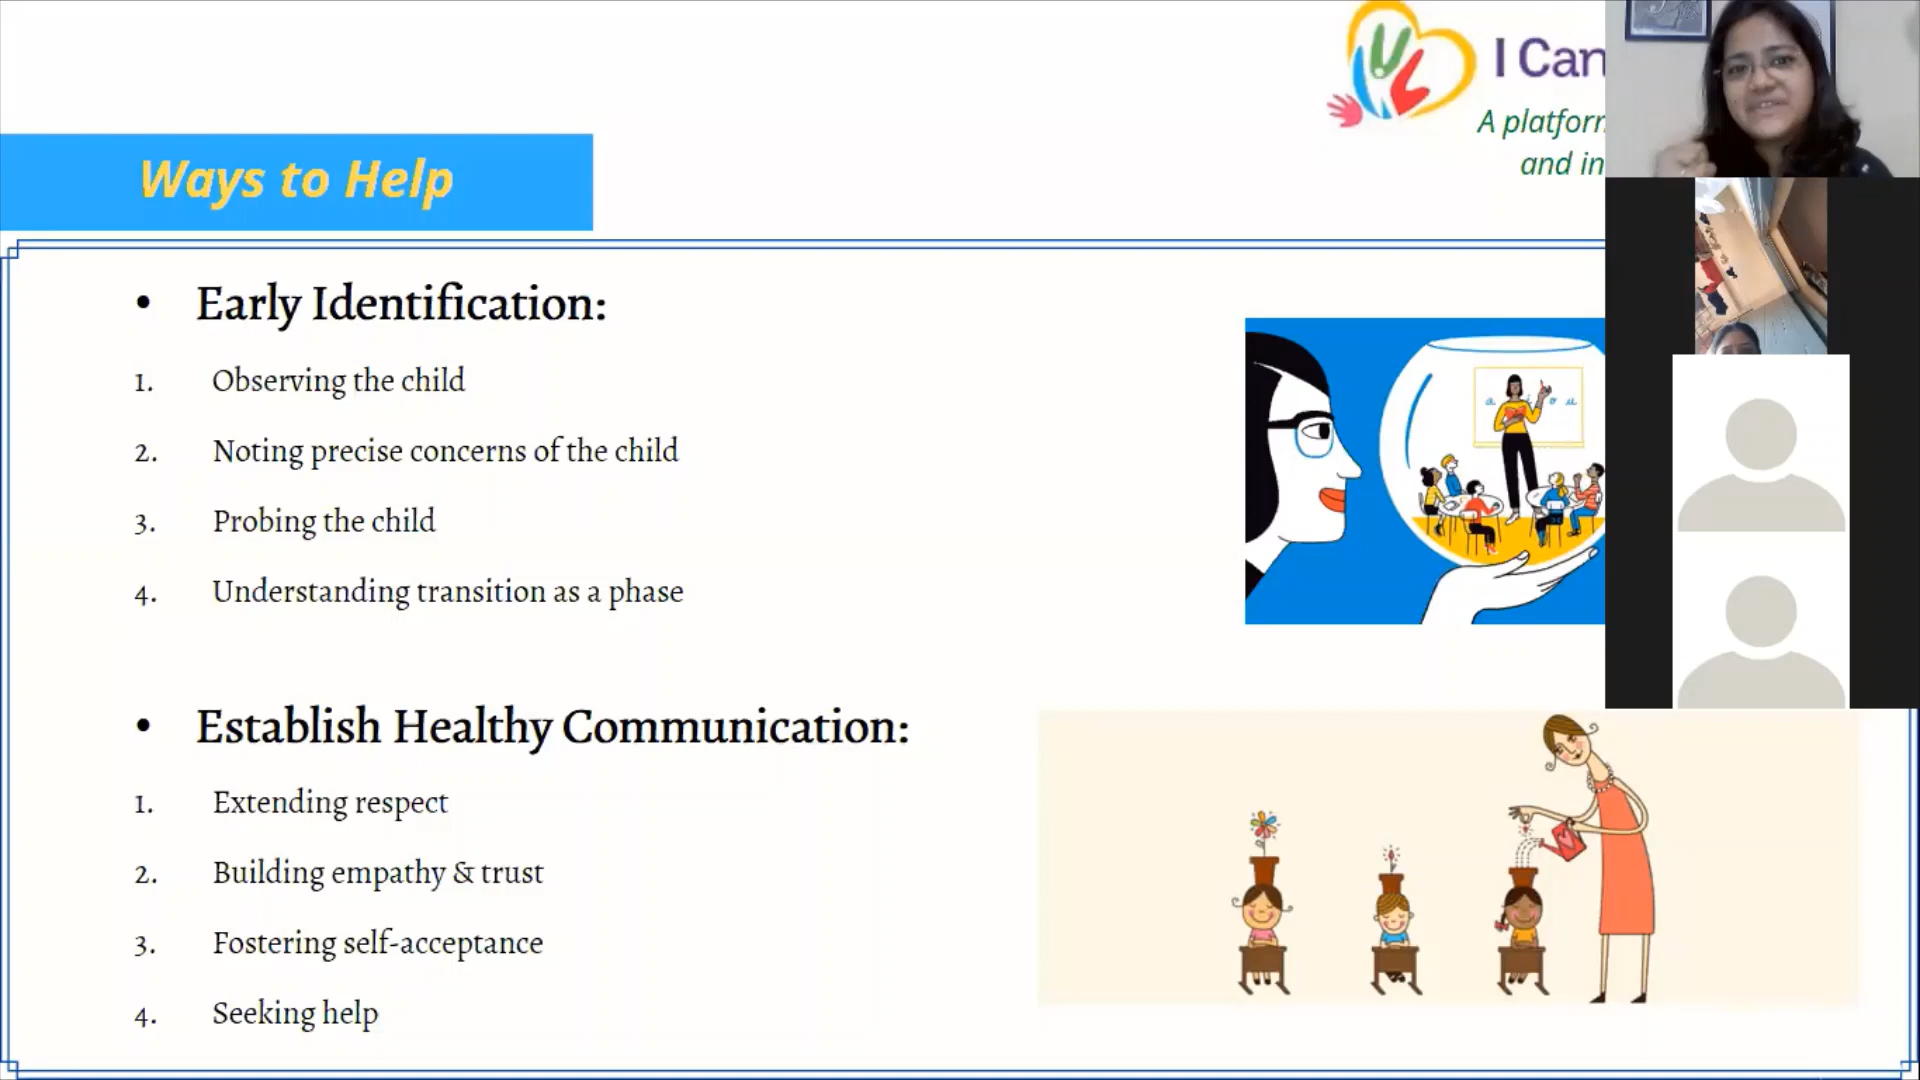 I Can
A platform
and in
Ways to Help
• Early Identification:
1. Observing the child
2. Noting precise concerns of the child
3. Probing the child
4. Understanding transition as a phase
• Establish Healthy Communication:
1. Extending respect
2. Building empathy & trust
3. Fostering self-acceptance
4. Seeking help